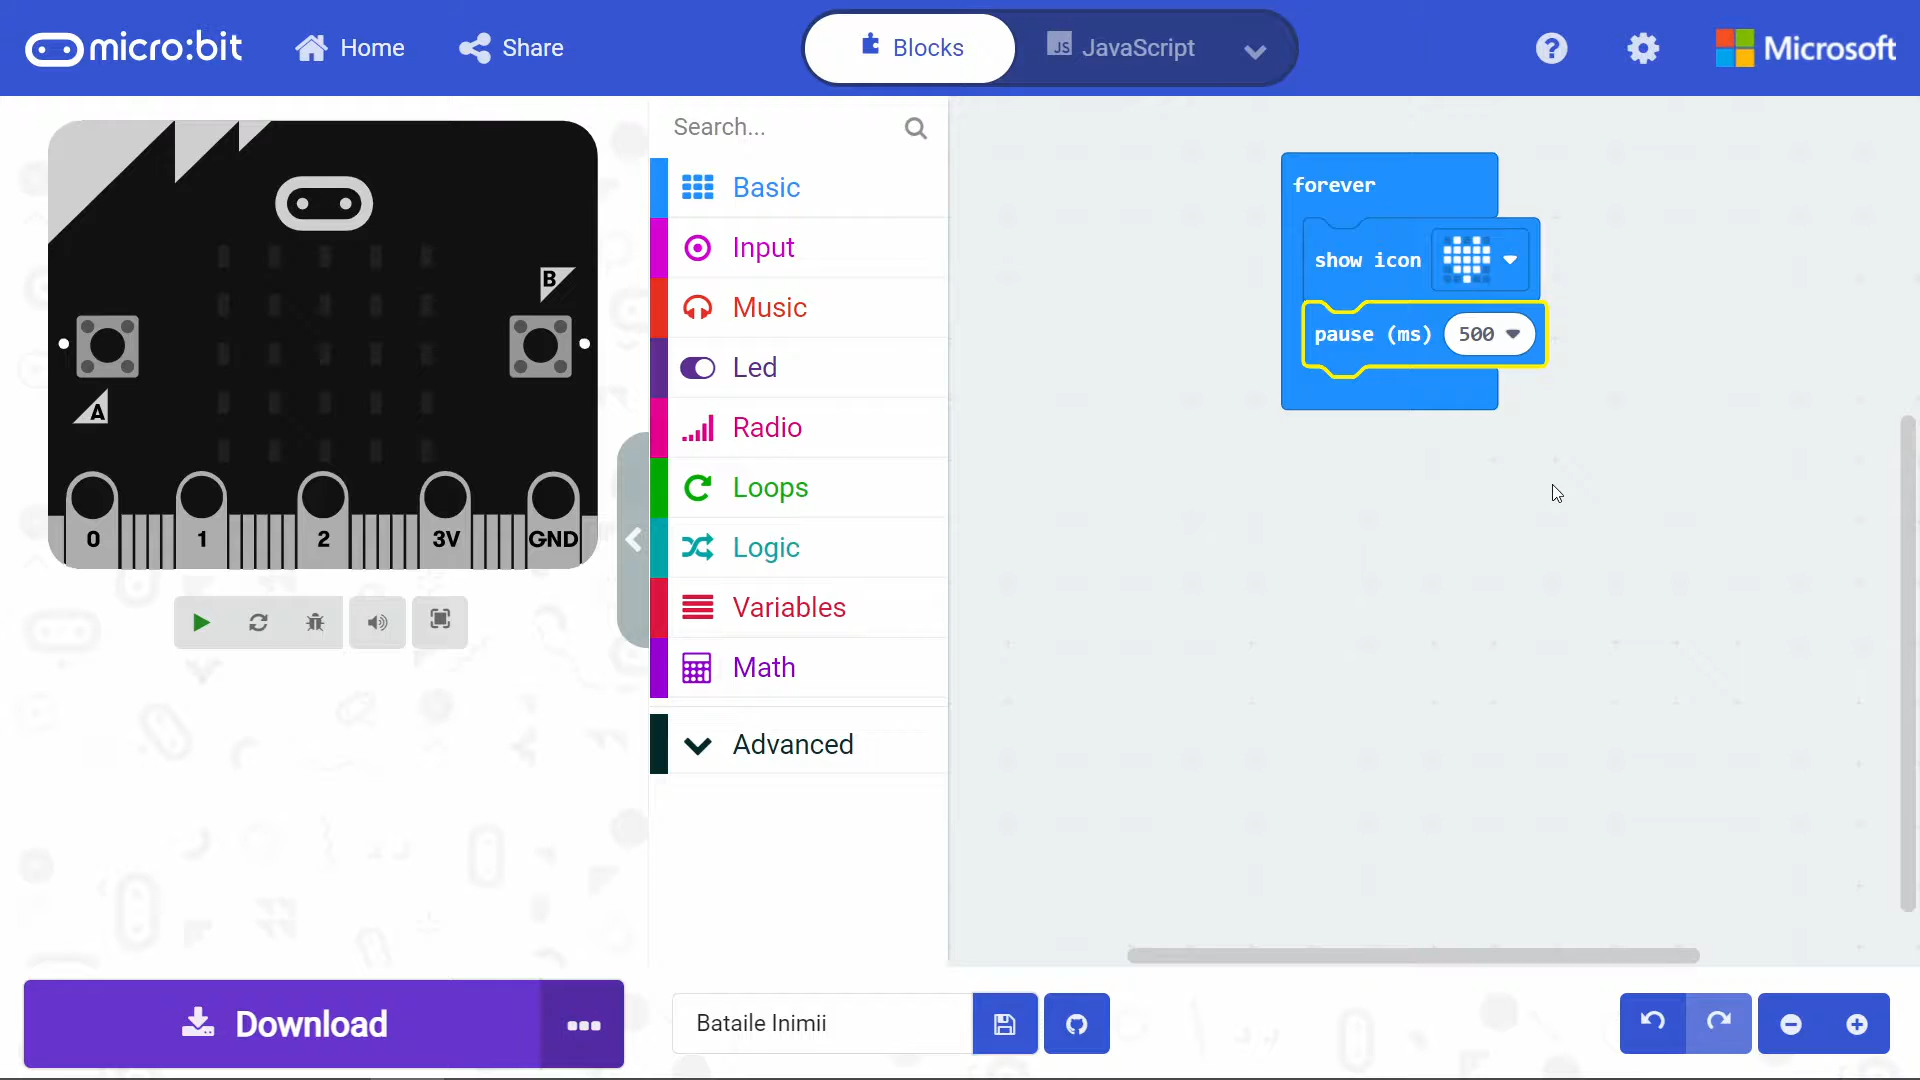 micro:bit
Home
Share
Blocks
JS JavaScript
Microsoft
B
A
0 1 2 3V GND
Search...
Basic
Input
Music
Led
Radio
Loops
Logic
Variables
Math
Advanced
forever
show icon
pause (ms) 500
Download
Bataile Inimii